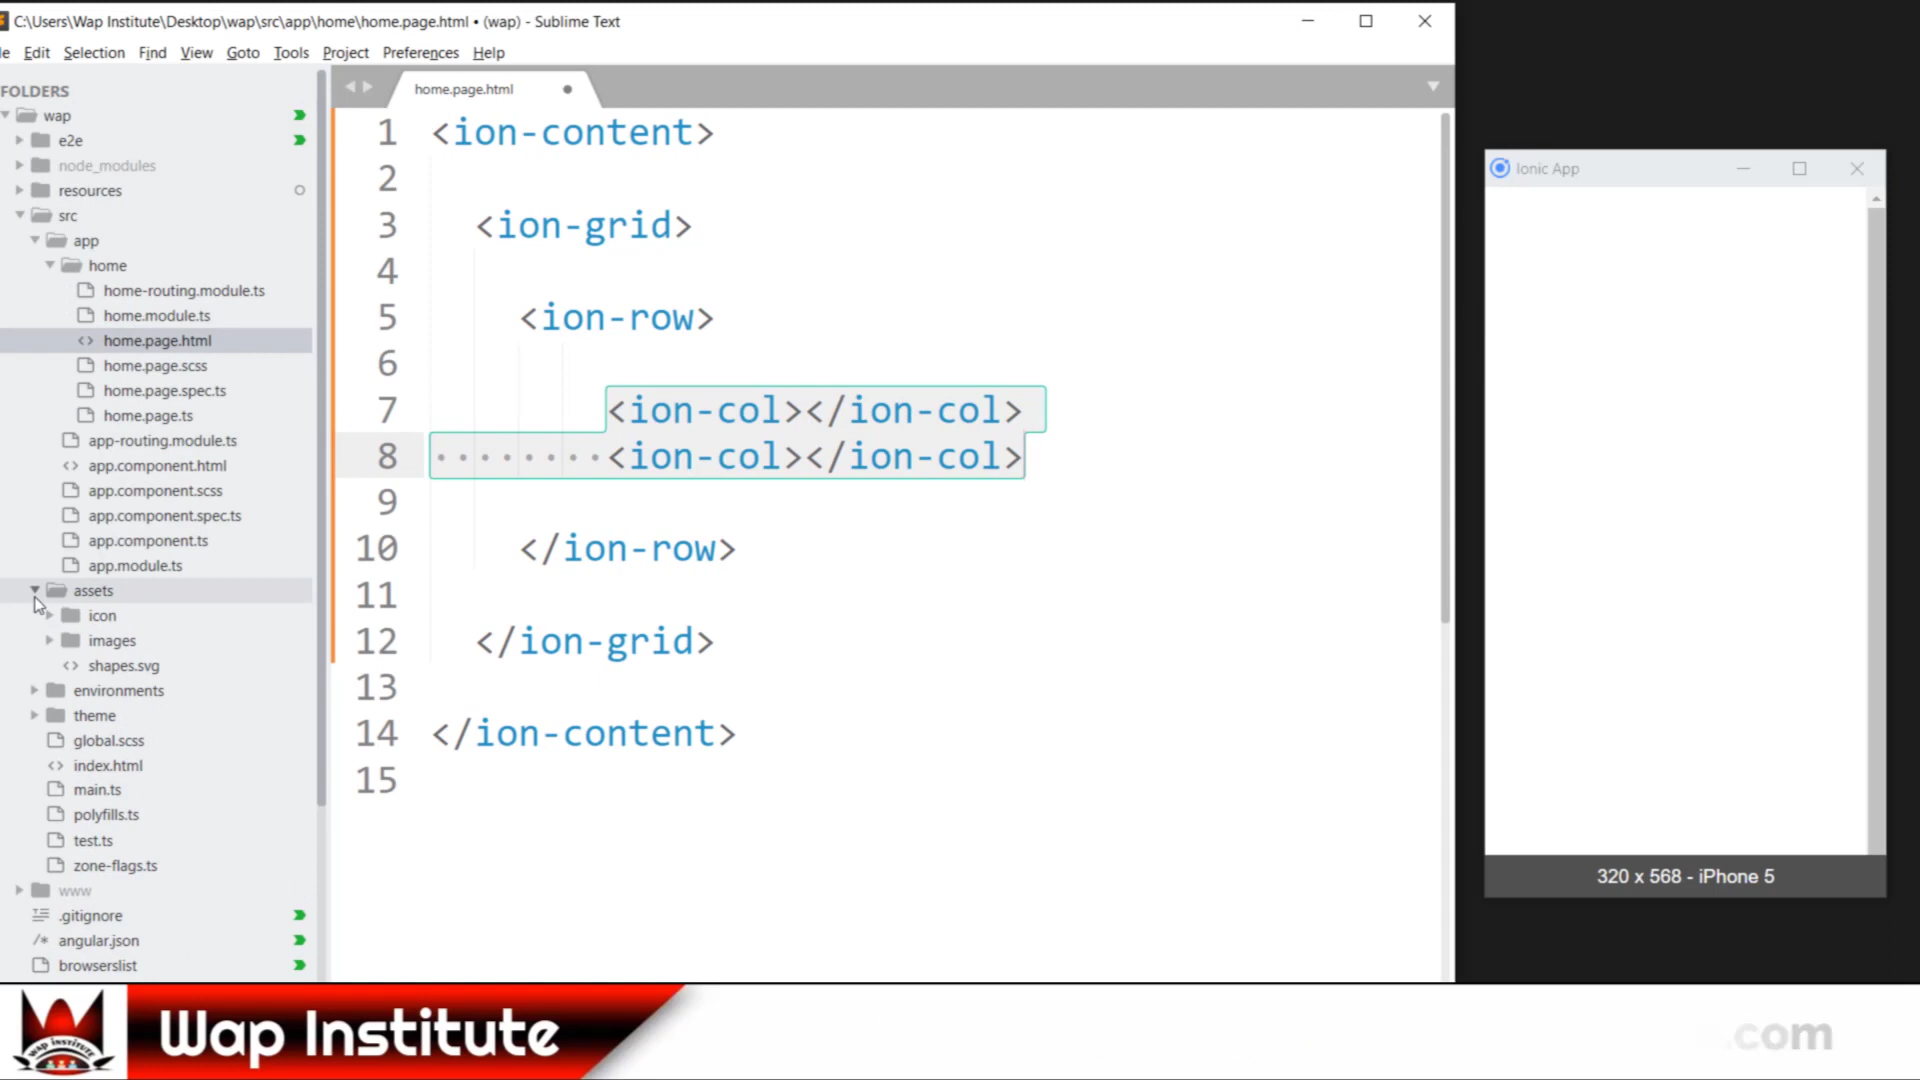 C:\Users\Wap Institute\Desktop\wap\src\app\home\home.page.html • (wap) - Sublime Text
Edit Selection Find View Goto Tools Project Preferences Help
FOLDERS
wap
e2e
node_modules
resources
src
app
home
home-routing.module.ts
home.module.ts
home.page.html
home.page.scss
home.page.spec.ts
home.page.ts
app-routing.module.ts
app.component.html
app.component.scss
app.component.spec.ts
app.component.ts
app.module.ts
assets
icon
images
shapes.svg
environments
theme
global.scss
index.html
main.ts
polyfills.ts
test.ts
zone-flags.ts
www
.gitignore
angular.json
browserslist
home.page.html
1 <ion-content>
2
3 <ion-grid>
4
5 <ion-row>
6
7 <ion-col></ion-col>
8 <ion-col></ion-col>
9
10 </ion-row>
11
12 </ion-grid>
13
14 </ion-content>
15
Ionic App
320 x 568 - iPhone 5
WAP INSTITUTE
Wap Institute
.com